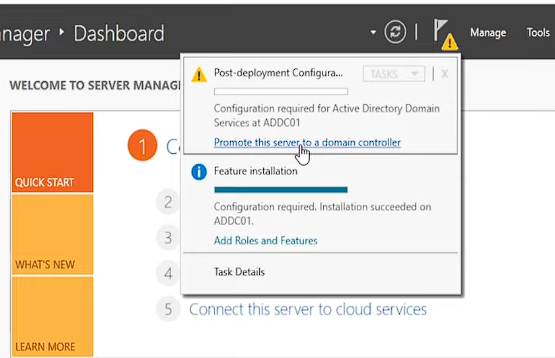 nager • Dashboard
Manage
Tools
WELCOME TO SERVER MANAG
Post-deployment Configura...
TASKS
X
Configuration required for Active Directory Domain
Services at ADDC01
Promote this server to a domain controller
Feature installation
Configuration required. Installation succeeded on
ADDC01.
Add Roles and Features
Task Details
QUICK START
WHAT'S NEW
LEARN MORE
1
Co
2
3
4
5 Connect this server to cloud services